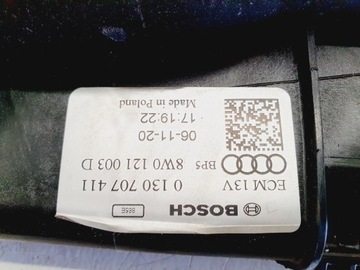 BOSCH
0 130 707 411
ECM 13V
8W0 121 003 D
BP5
06-11-20
17:19:22
Made in Poland